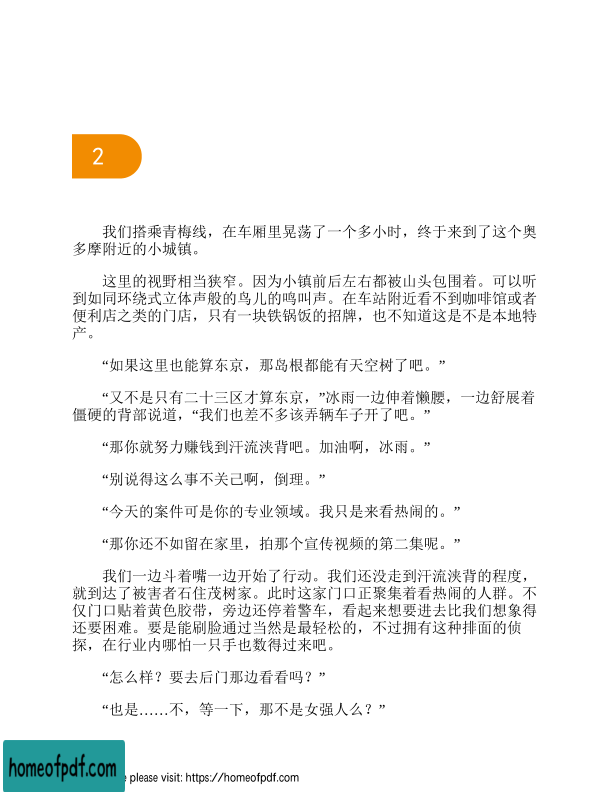 2
我们搭乘青梅线，在车厢里晃荡了一个多小时，终于来到了这个奥
多摩附近的小城镇。
这里的视野相当狭窄。因为小镇前后左右都被山头包围着。可以听
到如同环绕式立体声般的鸟儿的鸣叫声。在车站附近看不到咖啡馆或者
便利店之类的门店，只有一块铁锅饭的招牌，也不知道这是不是本地特
产。
“如果这里也能算东京，那岛根都能有天空树了吧。”
“又不是只有二十三区才算东京，”冰雨一边伸着懒腰，一边舒展着
僵硬的背部说道，“我们也差不多该弄辆车子开了吧。”
“那你就努力赚钱到汗流浃背吧。加油啊，冰雨。”
“别说得这么事不关己啊，倒理。”
“今天的案件可是你的专业领域。我只是来看热闹的。”
“那你还不如留在家里，拍那个宣传视频的第二集呢。”
我们一边斗着嘴一边开始了行动。我们还没走到汗流浃背的程度，
就到达了被害者石住茂树家。此时这家门口正聚集着看热闹的人群。不
仅门口贴着黄色胶带，旁边还停着警车，看起来想要进去比我们想象得
还要困难。要是能刷脸通过当然是最轻松的，不过拥有这种排面的侦
探，在行业内哪怕一只手也数得过来吧。
“怎么样？要去后门那边看看吗？”
“也是……不，等一下，那不是女强人么？”
homeofpdf.com
e please visit: https://homeofpdf.com